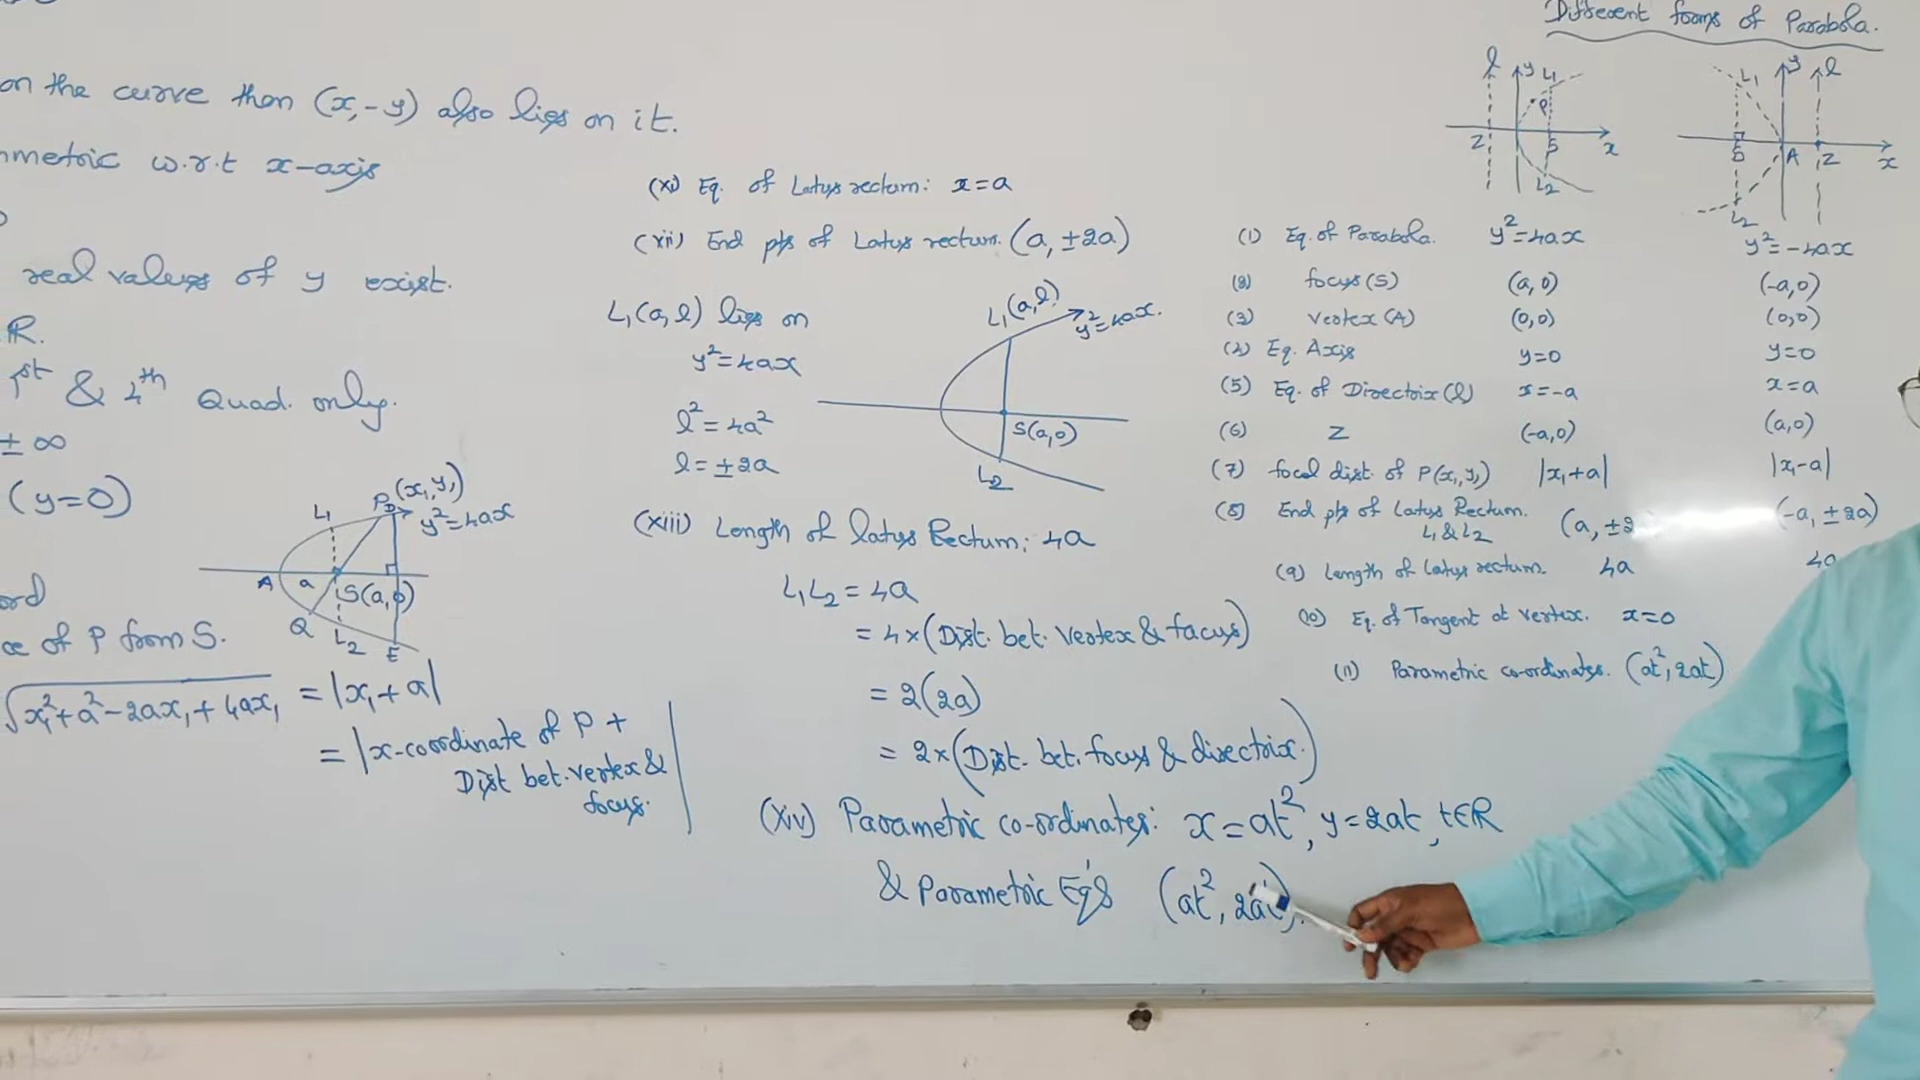 on the curve then (x,-y) also lies on it.
mmetric w.r.t x-axis
real values of y exist.
R.
1st & 4th Quad. only.
± ∞
(y=0)
L₁ P (x₁,y₁)
y²=4ax
A a S(a,0)
Q L₂ E
ord
ce of P from S.
√x₁²+a²-2ax₁+4ax₁ = |x₁+a|
= |x-coordinate of P +
Dist bet. vertex &
focus.|
(xi) Eq. of Latus rectum: x=a
(xii) End pts of Latus rectum. (a, ±2a)
L₁(a,l) lies on
y²=4ax
l²=4a²
l=±2a
L₁(a,l)
y²=4ax.
S(a,0)
L₂
(xiii) Length of latus Rectum: 4a
L₁L₂ = 4a
= 4×(Dist. bet. Vertex & facus)
= 2(2a)
= 2×(Dist. bet. focus & directrix.)
(xiv) Parametric co-ordinates: x=at², y=2at, t∈R
& Parametric Eq's (at², 2at).
Different forms of Parabola.
l y L₁
P
Z S x
L₂
L₁ y l
S A Z x
L₂
(1) Eq. of Parabola. y²=4ax y²=-4ax
(2) focus(S) (a,0) (-a,0)
(3) vertex(A) (0,0) (0,0)
(4) Eq. Axis y=0 y=0
(5) Eq. of Directrix(l) x=-a x=a
(6) Z (-a,0) (a,0)
(7) focal dist. of P(x₁,y₁) |x₁+a| |x₁-a|
(8) End pts of Latus Rectum. (a, ±2 (-a, ±2a)
L₁&L₂
(9) Length of Latus rectum. 4a 4a
(10) Eq. of Tangent at vertex. x=0
(11) Parametric co-ordinates. (at², 2at)